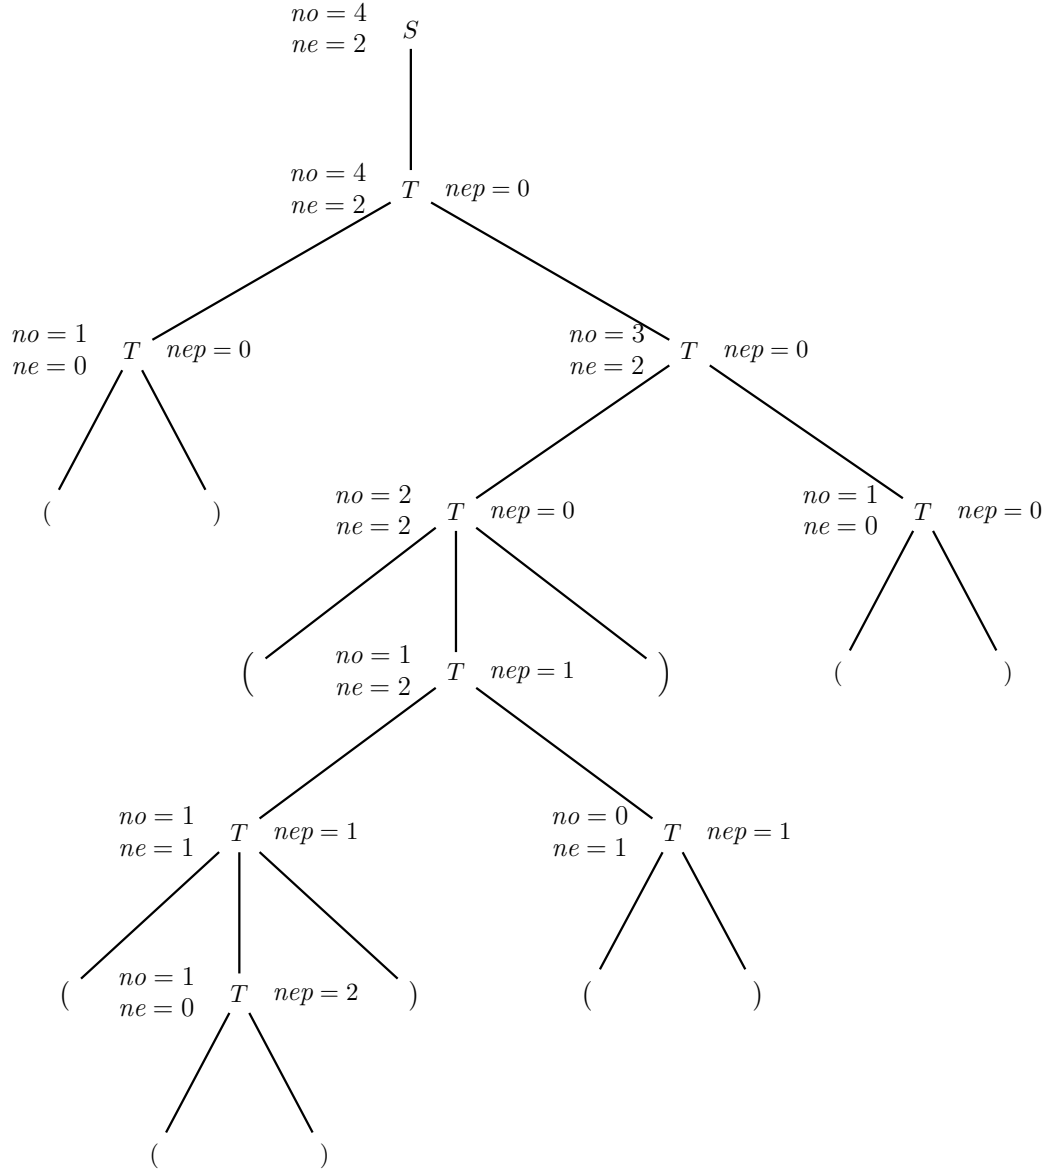 no = 4
ne = 2
S
no = 4
ne = 2
T
nep = 0
no = 1
ne = 0
T
nep = 0
no = 3
ne = 2
T
nep = 0
(
)
no = 2
ne = 2
T
nep = 0
no = 1
ne = 0
T
nep = 0
(
no = 1
ne = 2
T
nep = 1
)
(
)
no = 1
ne = 1
T
nep = 1
no = 0
ne = 1
T
nep = 1
(
no = 1
ne = 0
T
nep = 2
)
(
)
(
)